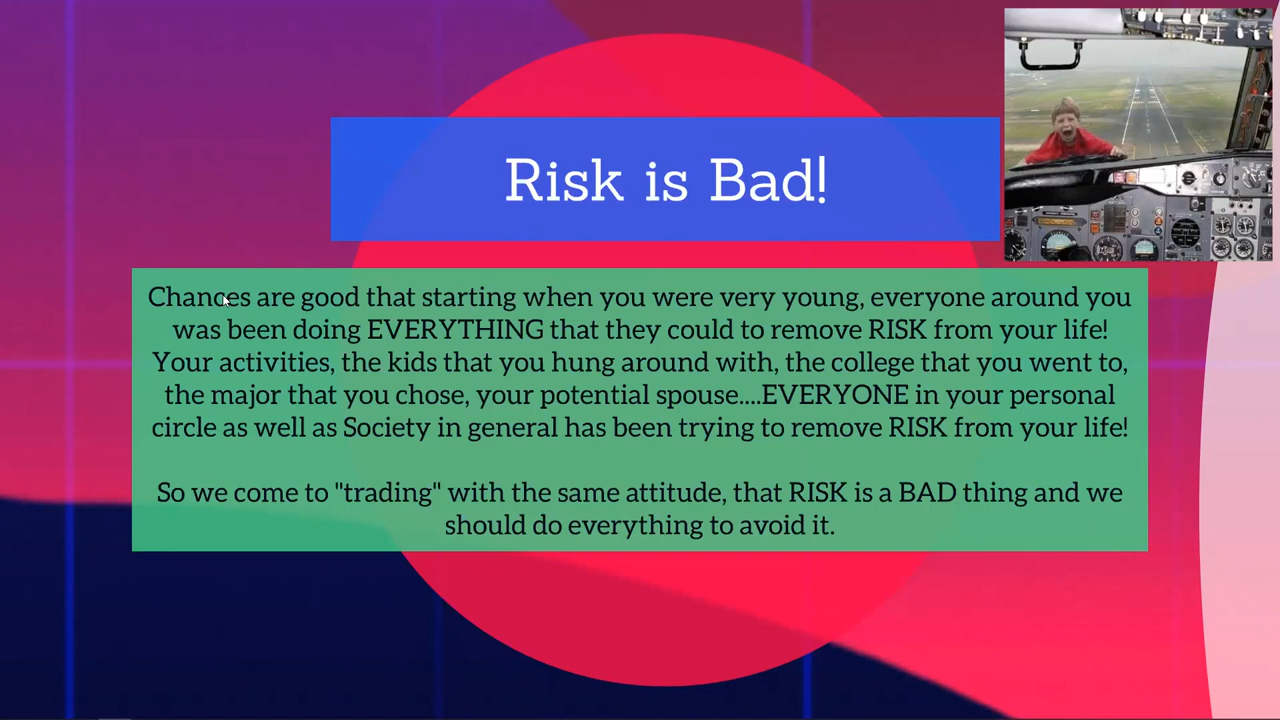 Risk is Bad!
Chances are good that starting when you were very young, everyone around you
was been doing EVERYTHING that they could to remove RISK from your life!
Your activities, the kids that you hung around with, the college that you went to,
the major that you chose, your potential spouse....EVERYONE in your personal
circle as well as Society in general has been trying to remove RISK from your life!
So we come to "trading" with the same attitude, that RISK is a BAD thing and we
should do everything to avoid it.